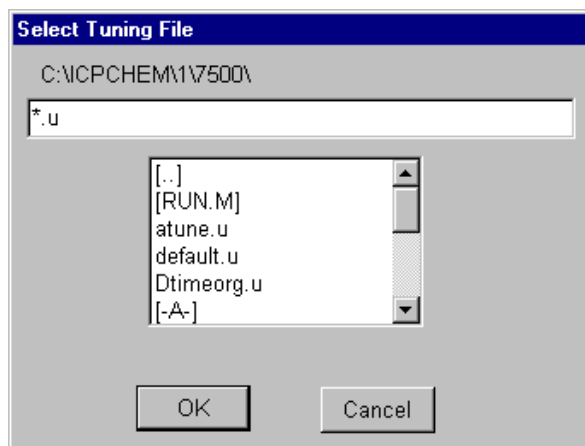 Select Tuning File
C:\ICPCHEM\1\7500\
*.u
[..]
[RUN.M]
atune.u
default.u
Dtimeorg.u
[-A-]
OK
Cancel